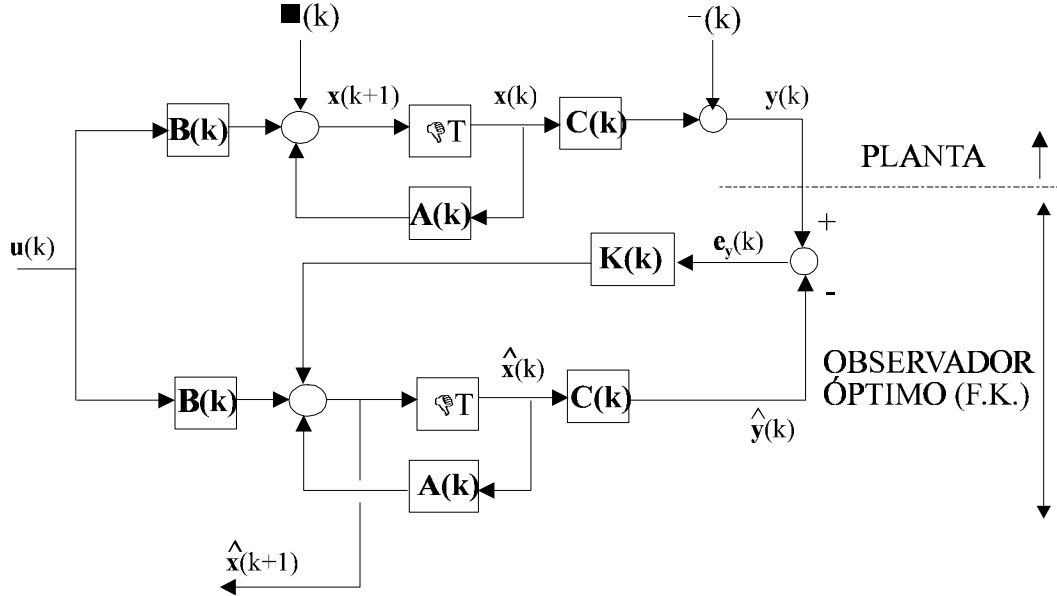 ■(k)
−(k)
x(k+1)
x(k)
y(k)
B(k)
👎T
C(k)
PLANTA
A(k)
+
u(k)
K(k)
e_y(k)
-
x̂(k)
OBSERVADOR
ÓPTIMO (F.K.)
B(k)
👎T
C(k)
ŷ(k)
A(k)
x̂(k+1)